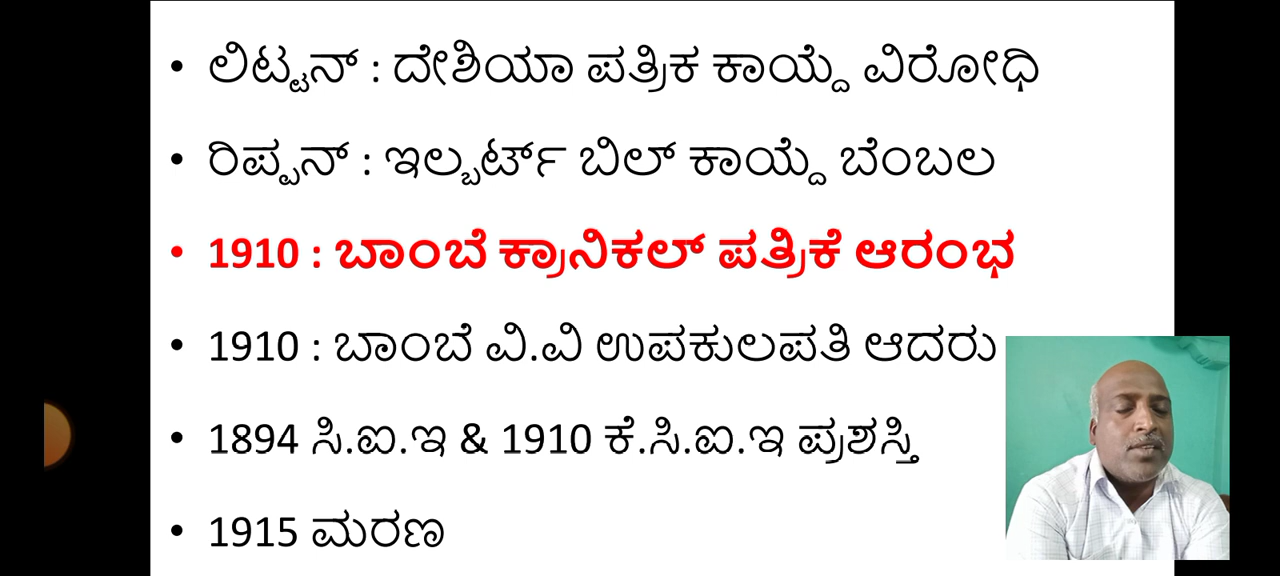 • ಲಿಟ್ಟನ್ : ದೇಶಿಯಾ ಪತ್ರಿಕ ಕಾಯ್ದೆ ವಿರೋಧಿ
• ರಿಪ್ಪನ್ : ಇಲ್ಬರ್ಟ್ ಬಿಲ್ ಕಾಯ್ದೆ ಬೆಂಬಲ
• 1910 : ಬಾಂಬೆ ಕ್ರಾನಿಕಲ್ ಪತ್ರಿಕೆ ಆರಂಭ
• 1910 : ಬಾಂಬೆ ವಿ.ವಿ ಉಪಕುಲಪತಿ ಆದರು
• 1894 ಸಿ.ಐ.ಇ & 1910 ಕೆ.ಸಿ.ಐ.ಇ ಪ್ರಶಸ್ತಿ
• 1915 ಮರಣ